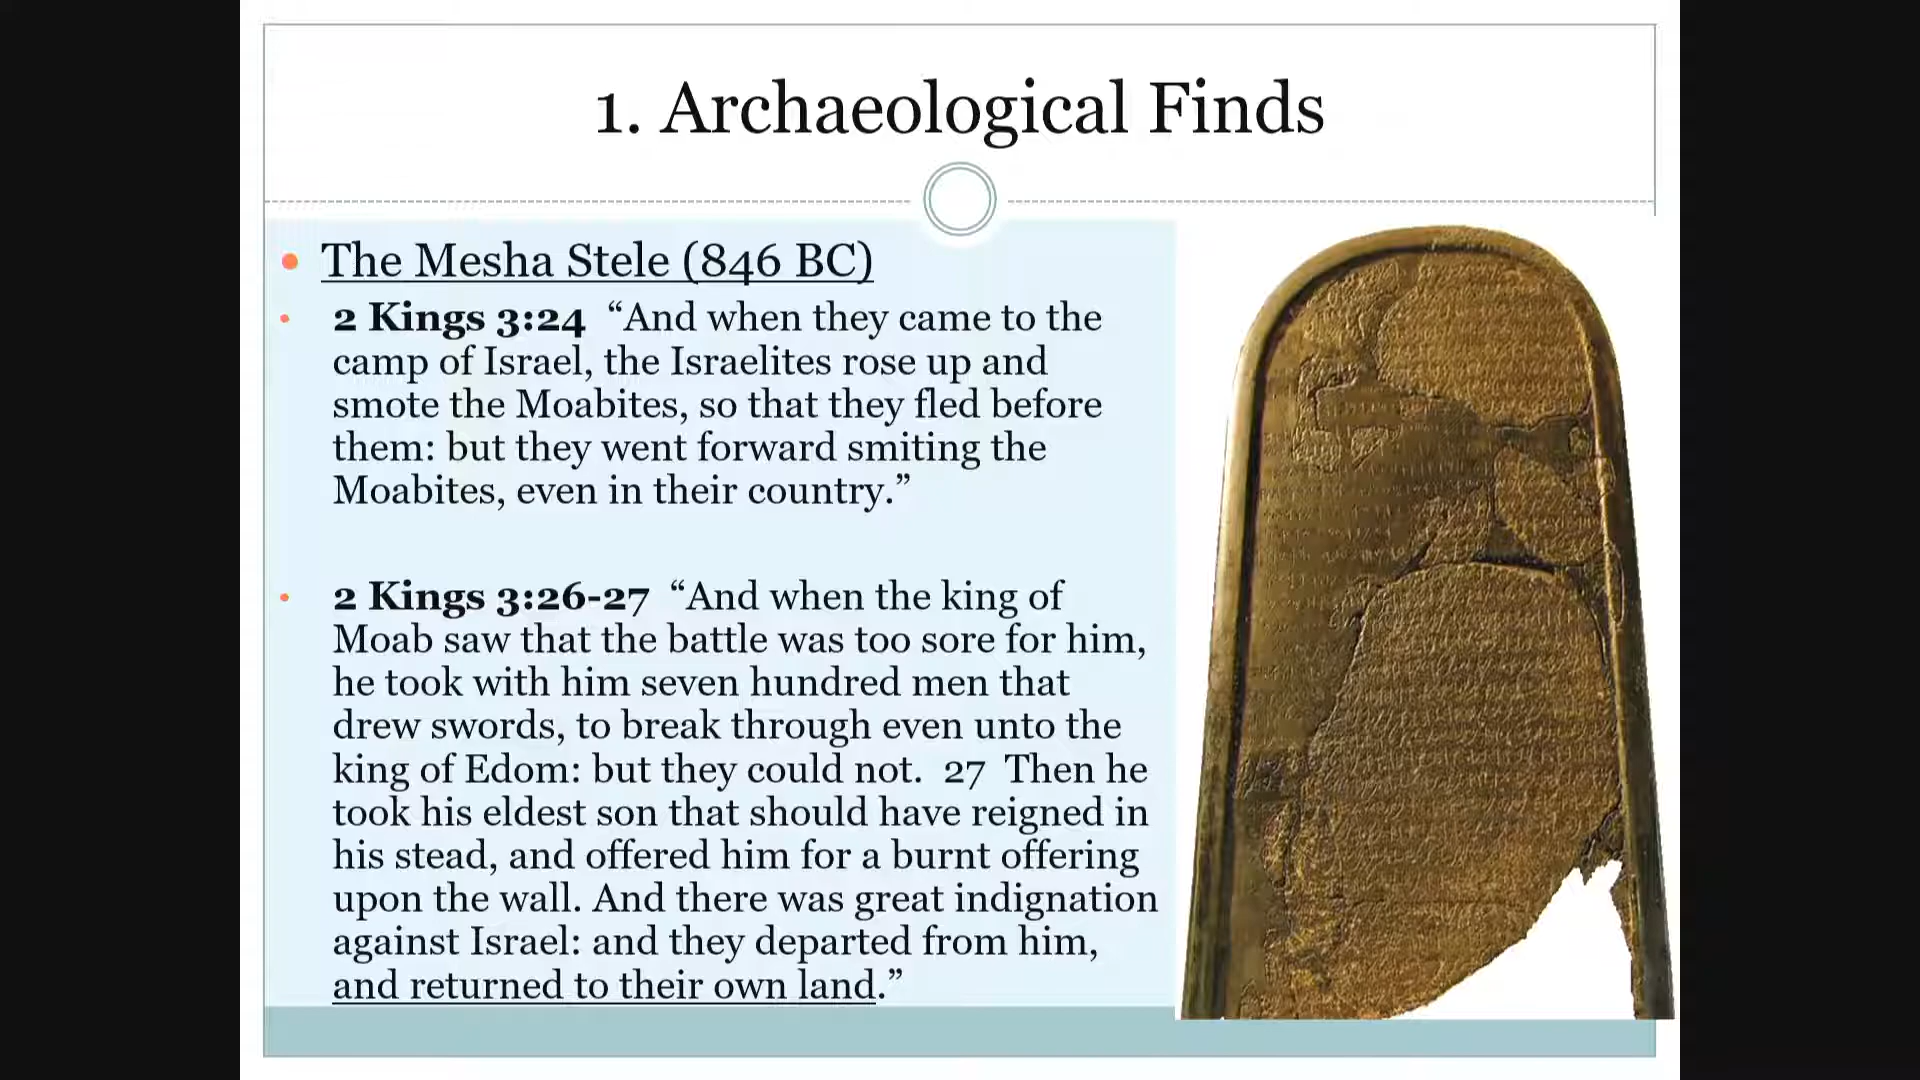 1. Archaeological Finds
The Mesha Stele (846 BC)
2 Kings 3:24 “And when they came to the
camp of Israel, the Israelites rose up and
smote the Moabites, so that they fled before
them: but they went forward smiting the
Moabites, even in their country.”
2 Kings 3:26-27 “And when the king of
Moab saw that the battle was too sore for him,
he took with him seven hundred men that
drew swords, to break through even unto the
king of Edom: but they could not. 27 Then he
took his eldest son that should have reigned in
his stead, and offered him for a burnt offering
upon the wall. And there was great indignation
against Israel: and they departed from him,
and returned to their own land.”